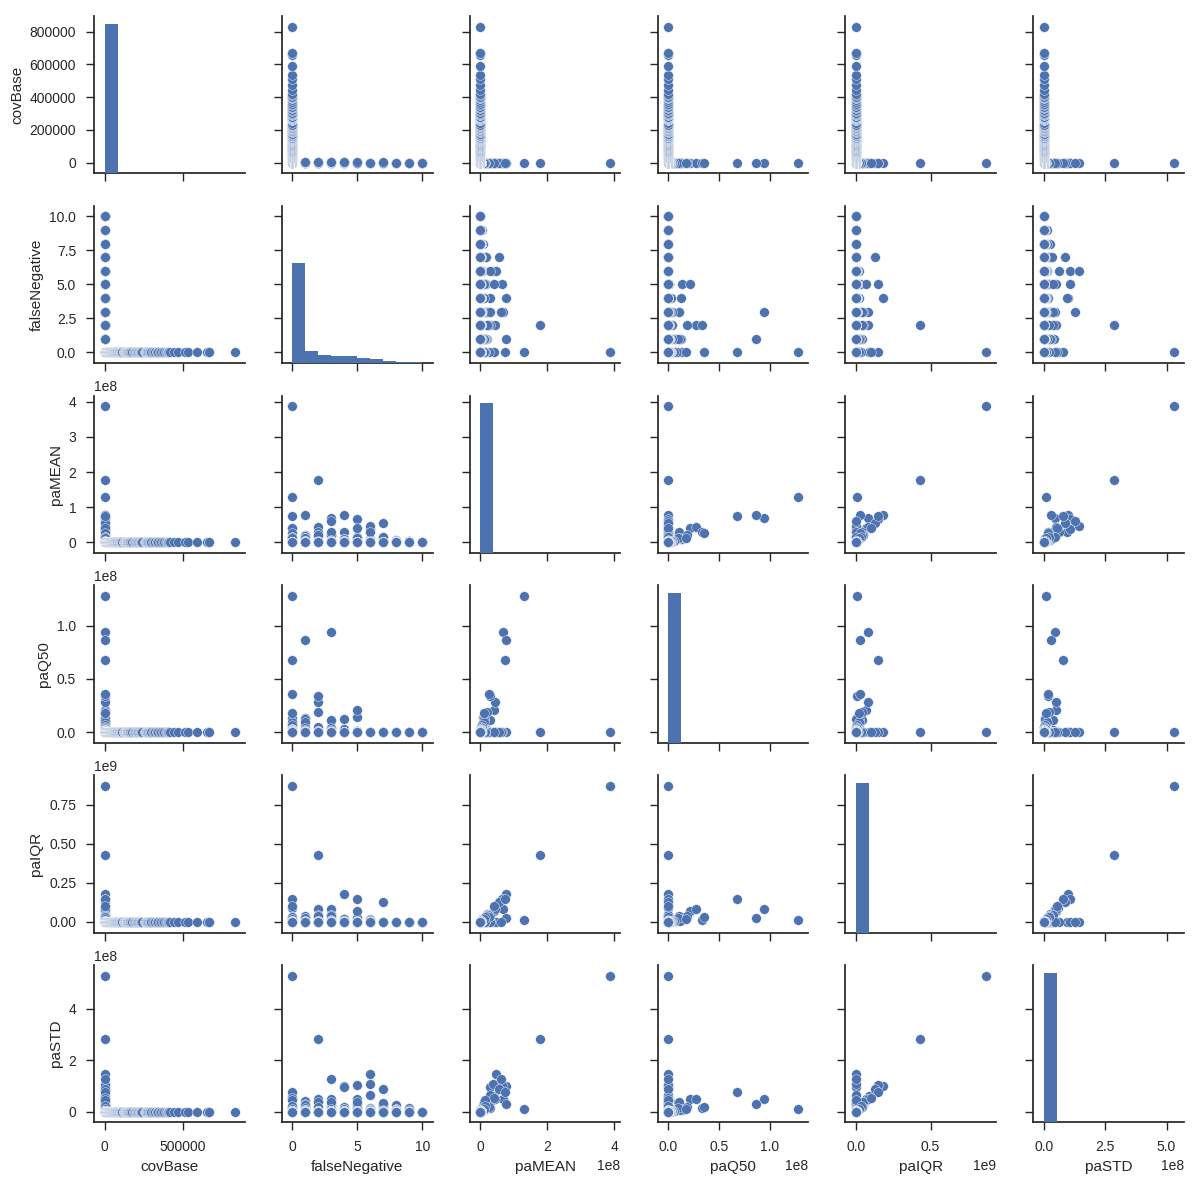 800000
600000
400000
200000
0
covBase
10.0
7.5
5.0
2.5
0.0
falseNegative
1e8
4
3
2
1
0
paMEAN
1e8
1.0
0.5
0.0
paQ50
1e9
0.75
0.50
0.25
0.00
paIQR
1e8
4
2
0
paSTD
0 500000 0 5 10 0 2 4 0.0 0.5 1.0 0.0 0.5 0.0 2.5 5.0
covBase falseNegative paMEAN 1e8 paQ50 1e8 paIQR 1e9 paSTD 1e8